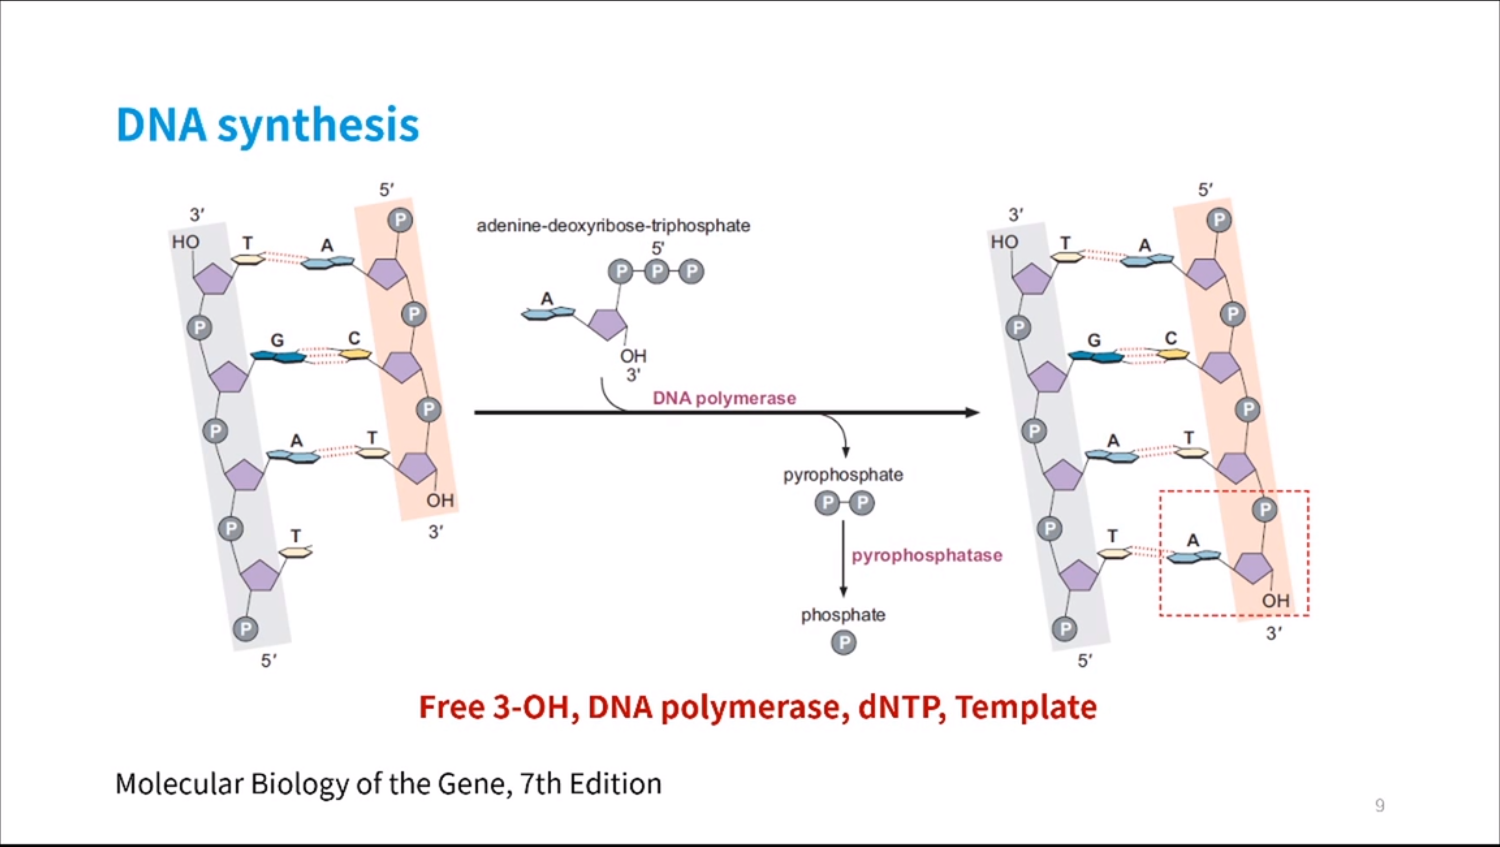 DNA synthesis
3′
HO
T
A
5′
P
P
P
G
C
P
P
A
T
OH
3′
P
T
P
5′
adenine-deoxyribose-triphosphate
5'
P P P
A
OH
3'
DNA polymerase
pyrophosphate
P P
pyrophosphatase
phosphate
P
3′
HO
T
A
5′
P
P
P
G
C
P
P
A
T
P
P
T
A
OH
3′
P
5′
Free 3-OH, DNA polymerase, dNTP, Template
Molecular Biology of the Gene, 7th Edition
9